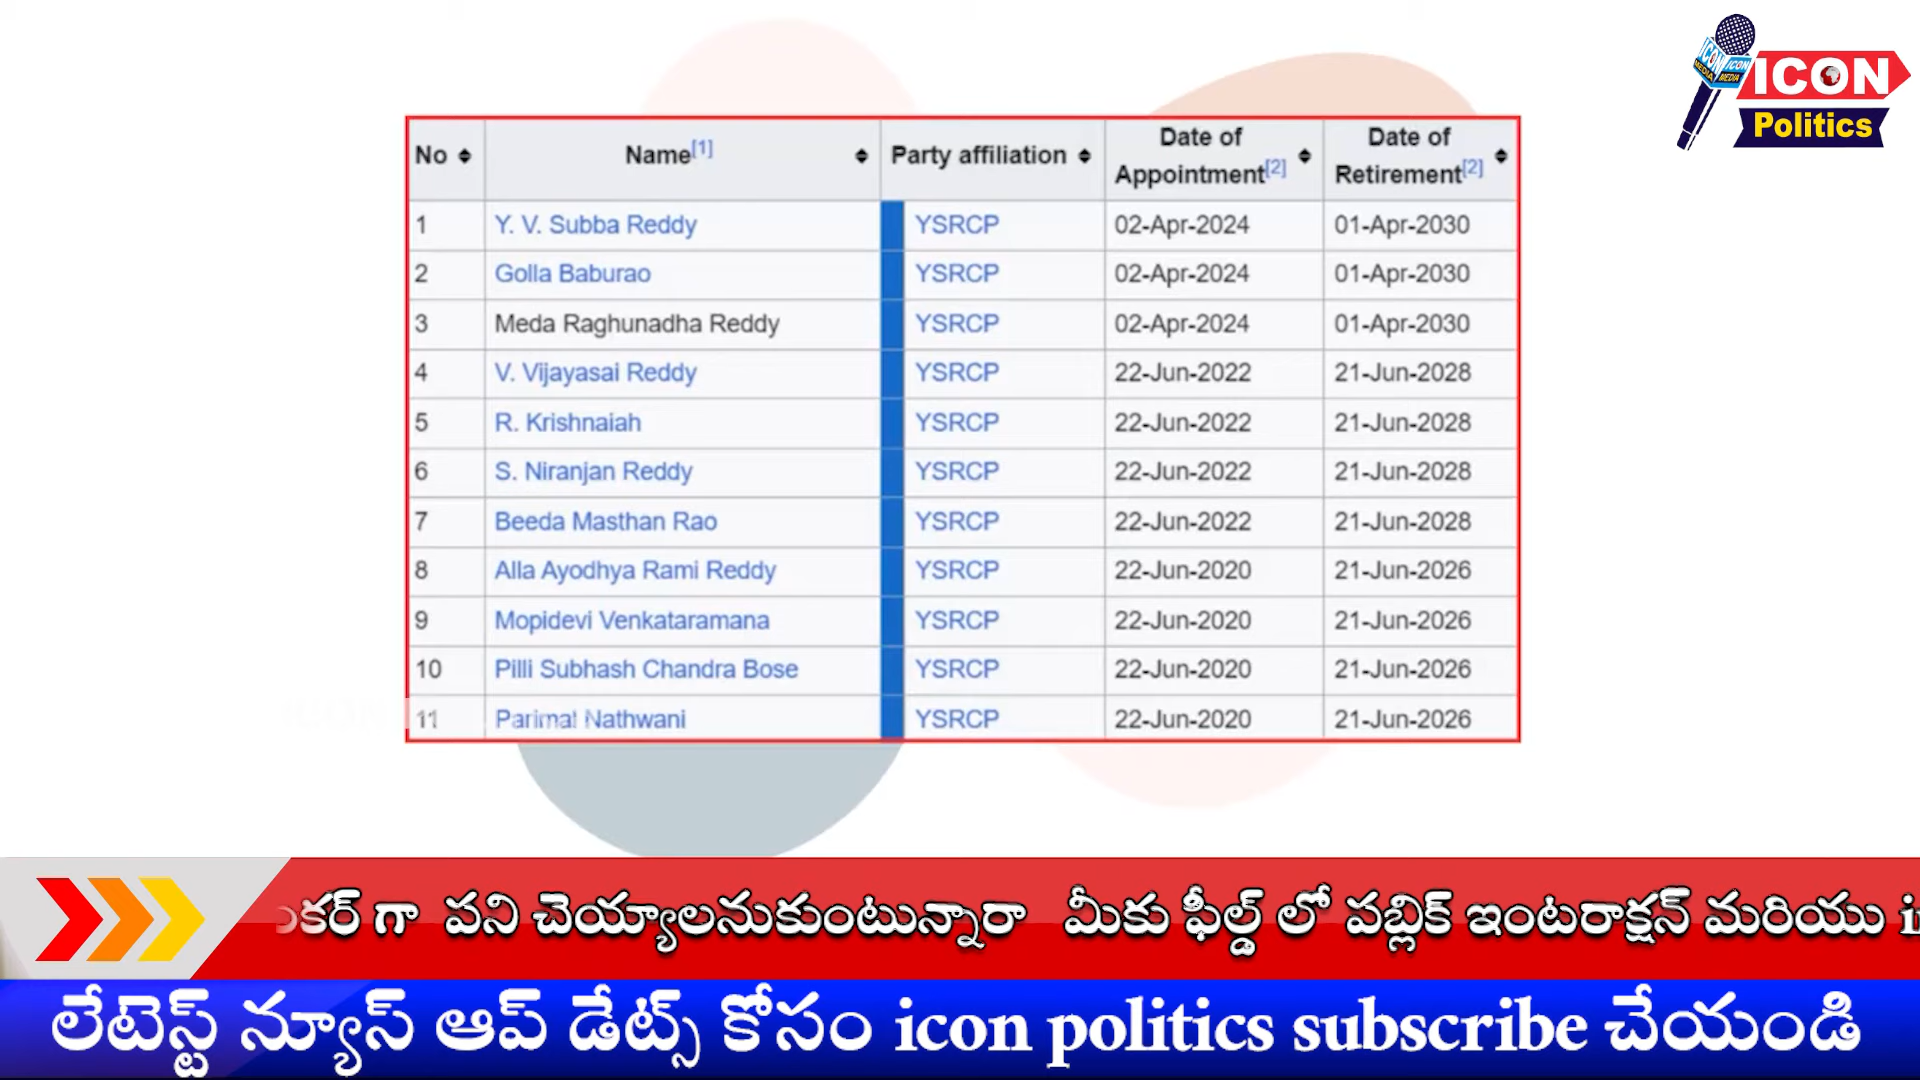 ICON
Politics
No Name[1] Party affiliation Date of Appointment[2] Date of Retirement[2]
1 Y. V. Subba Reddy YSRCP 02-Apr-2024 01-Apr-2030
2 Golla Baburao YSRCP 02-Apr-2024 01-Apr-2030
3 Meda Raghunadha Reddy YSRCP 02-Apr-2024 01-Apr-2030
4 V. Vijayasai Reddy YSRCP 22-Jun-2022 21-Jun-2028
5 R. Krishnaiah YSRCP 22-Jun-2022 21-Jun-2028
6 S. Niranjan Reddy YSRCP 22-Jun-2022 21-Jun-2028
7 Beeda Masthan Rao YSRCP 22-Jun-2022 21-Jun-2028
8 Alla Ayodhya Rami Reddy YSRCP 22-Jun-2020 21-Jun-2026
9 Mopidevi Venkataramana YSRCP 22-Jun-2020 21-Jun-2026
10 Pilli Subhash Chandra Bose YSRCP 22-Jun-2020 21-Jun-2026
11 Parimal Nathwani YSRCP 22-Jun-2020 21-Jun-2026
గా పని చెయ్యాలనుకుంటున్నారా మీకు ఫీల్డ్ లో పబ్లిక్ ఇంటరాక్షన్ మరియు
లేటెస్ట్ న్యూస్ ఆప్ డేట్స్ కోసం icon politics subscribe చేయండి